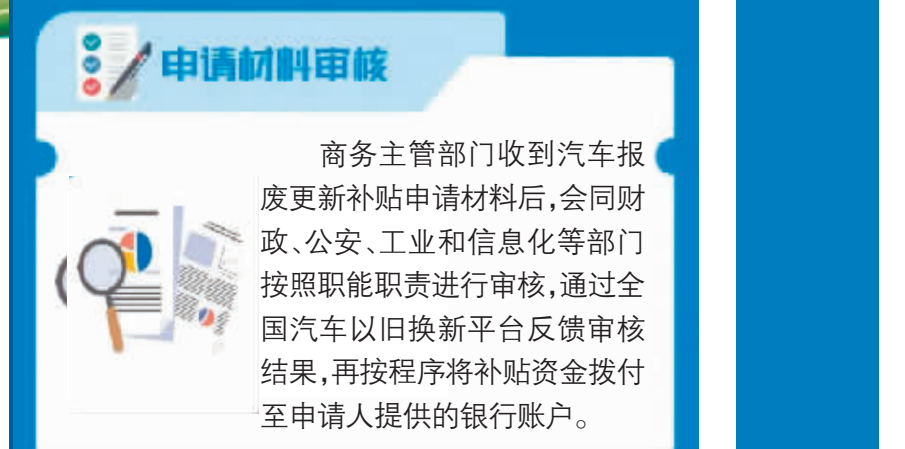 申请材料审核
商务主管部门收到汽车报
废更新补贴申请材料后,会同财
政、公安、工业和信息化等部门
按照职能职责进行审核,通过全
国汽车以旧换新平台反馈审核
结果,再按程序将补贴资金拨付
至申请人提供的银行账户。